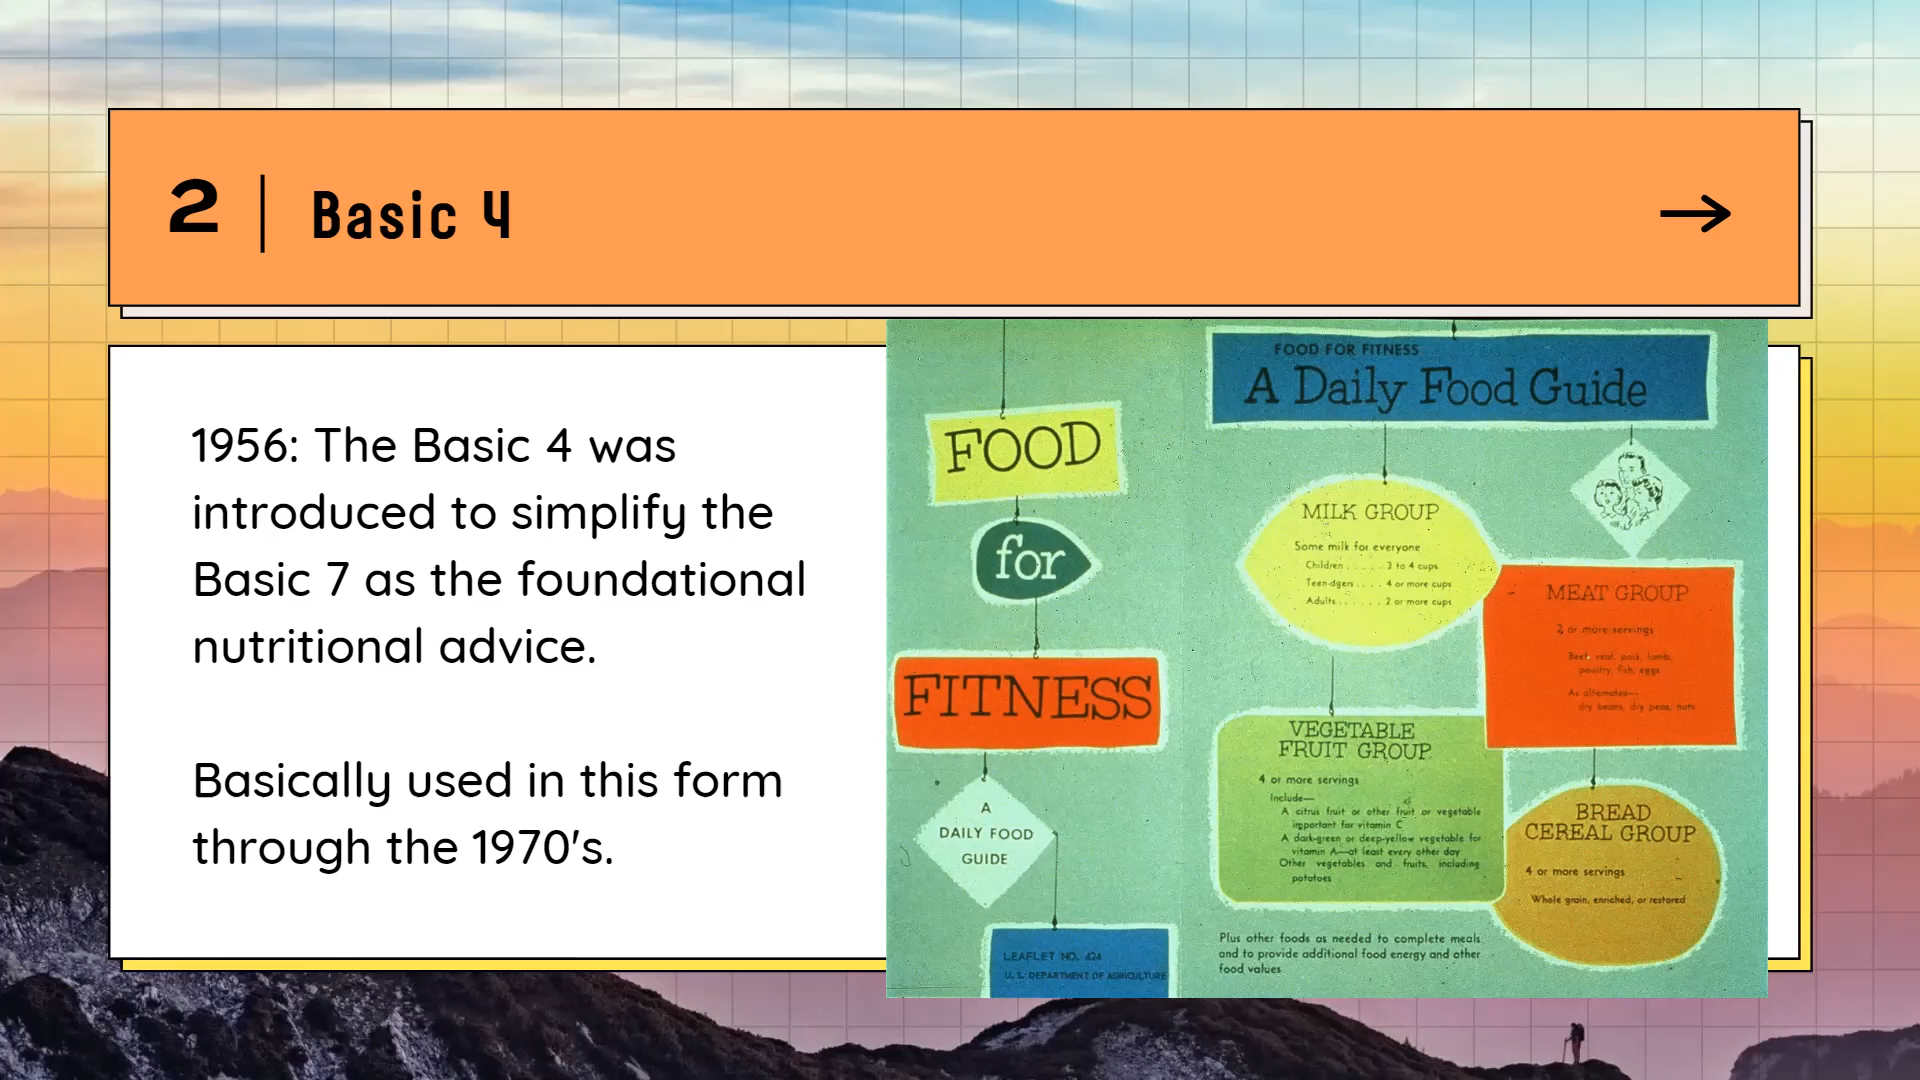 2
Basic 4
1956: The Basic 4 was
introduced to simplify the
Basic 7 as the foundational
nutritional advice.
Basically used in this form
through the 1970's.
FOOD
for
FITNESS
A
DAILY FOOD
GUIDE
LEAFLET NO. 424
U. S. DEPARTMENT OF AGRICULTURE
FOOD FOR FITNESS
A Daily Food Guide
MILK GROUP
Some milk for everyone
Children . . . . . 3 to 4 cups
Teen-agers . . . . 4 or more cups
Adults . . . . . . 2 or more cups
MEAT GROUP
2 or more servings
Beef, veal, pork, lamb,
poultry, fish, eggs
As alternates—
dry beans, dry peas, nuts
VEGETABLE
FRUIT GROUP
4 or more servings
Include—
A citrus fruit or other fruit or vegetable
important for vitamin C
A dark-green or deep-yellow vegetable for
vitamin A—at least every other day
Other vegetables and fruits, including
potatoes
BREAD
CEREAL GROUP
4 or more servings
Whole grain, enriched, or restored
Plus other foods as needed to complete meals
and to provide additional food energy and other
food values